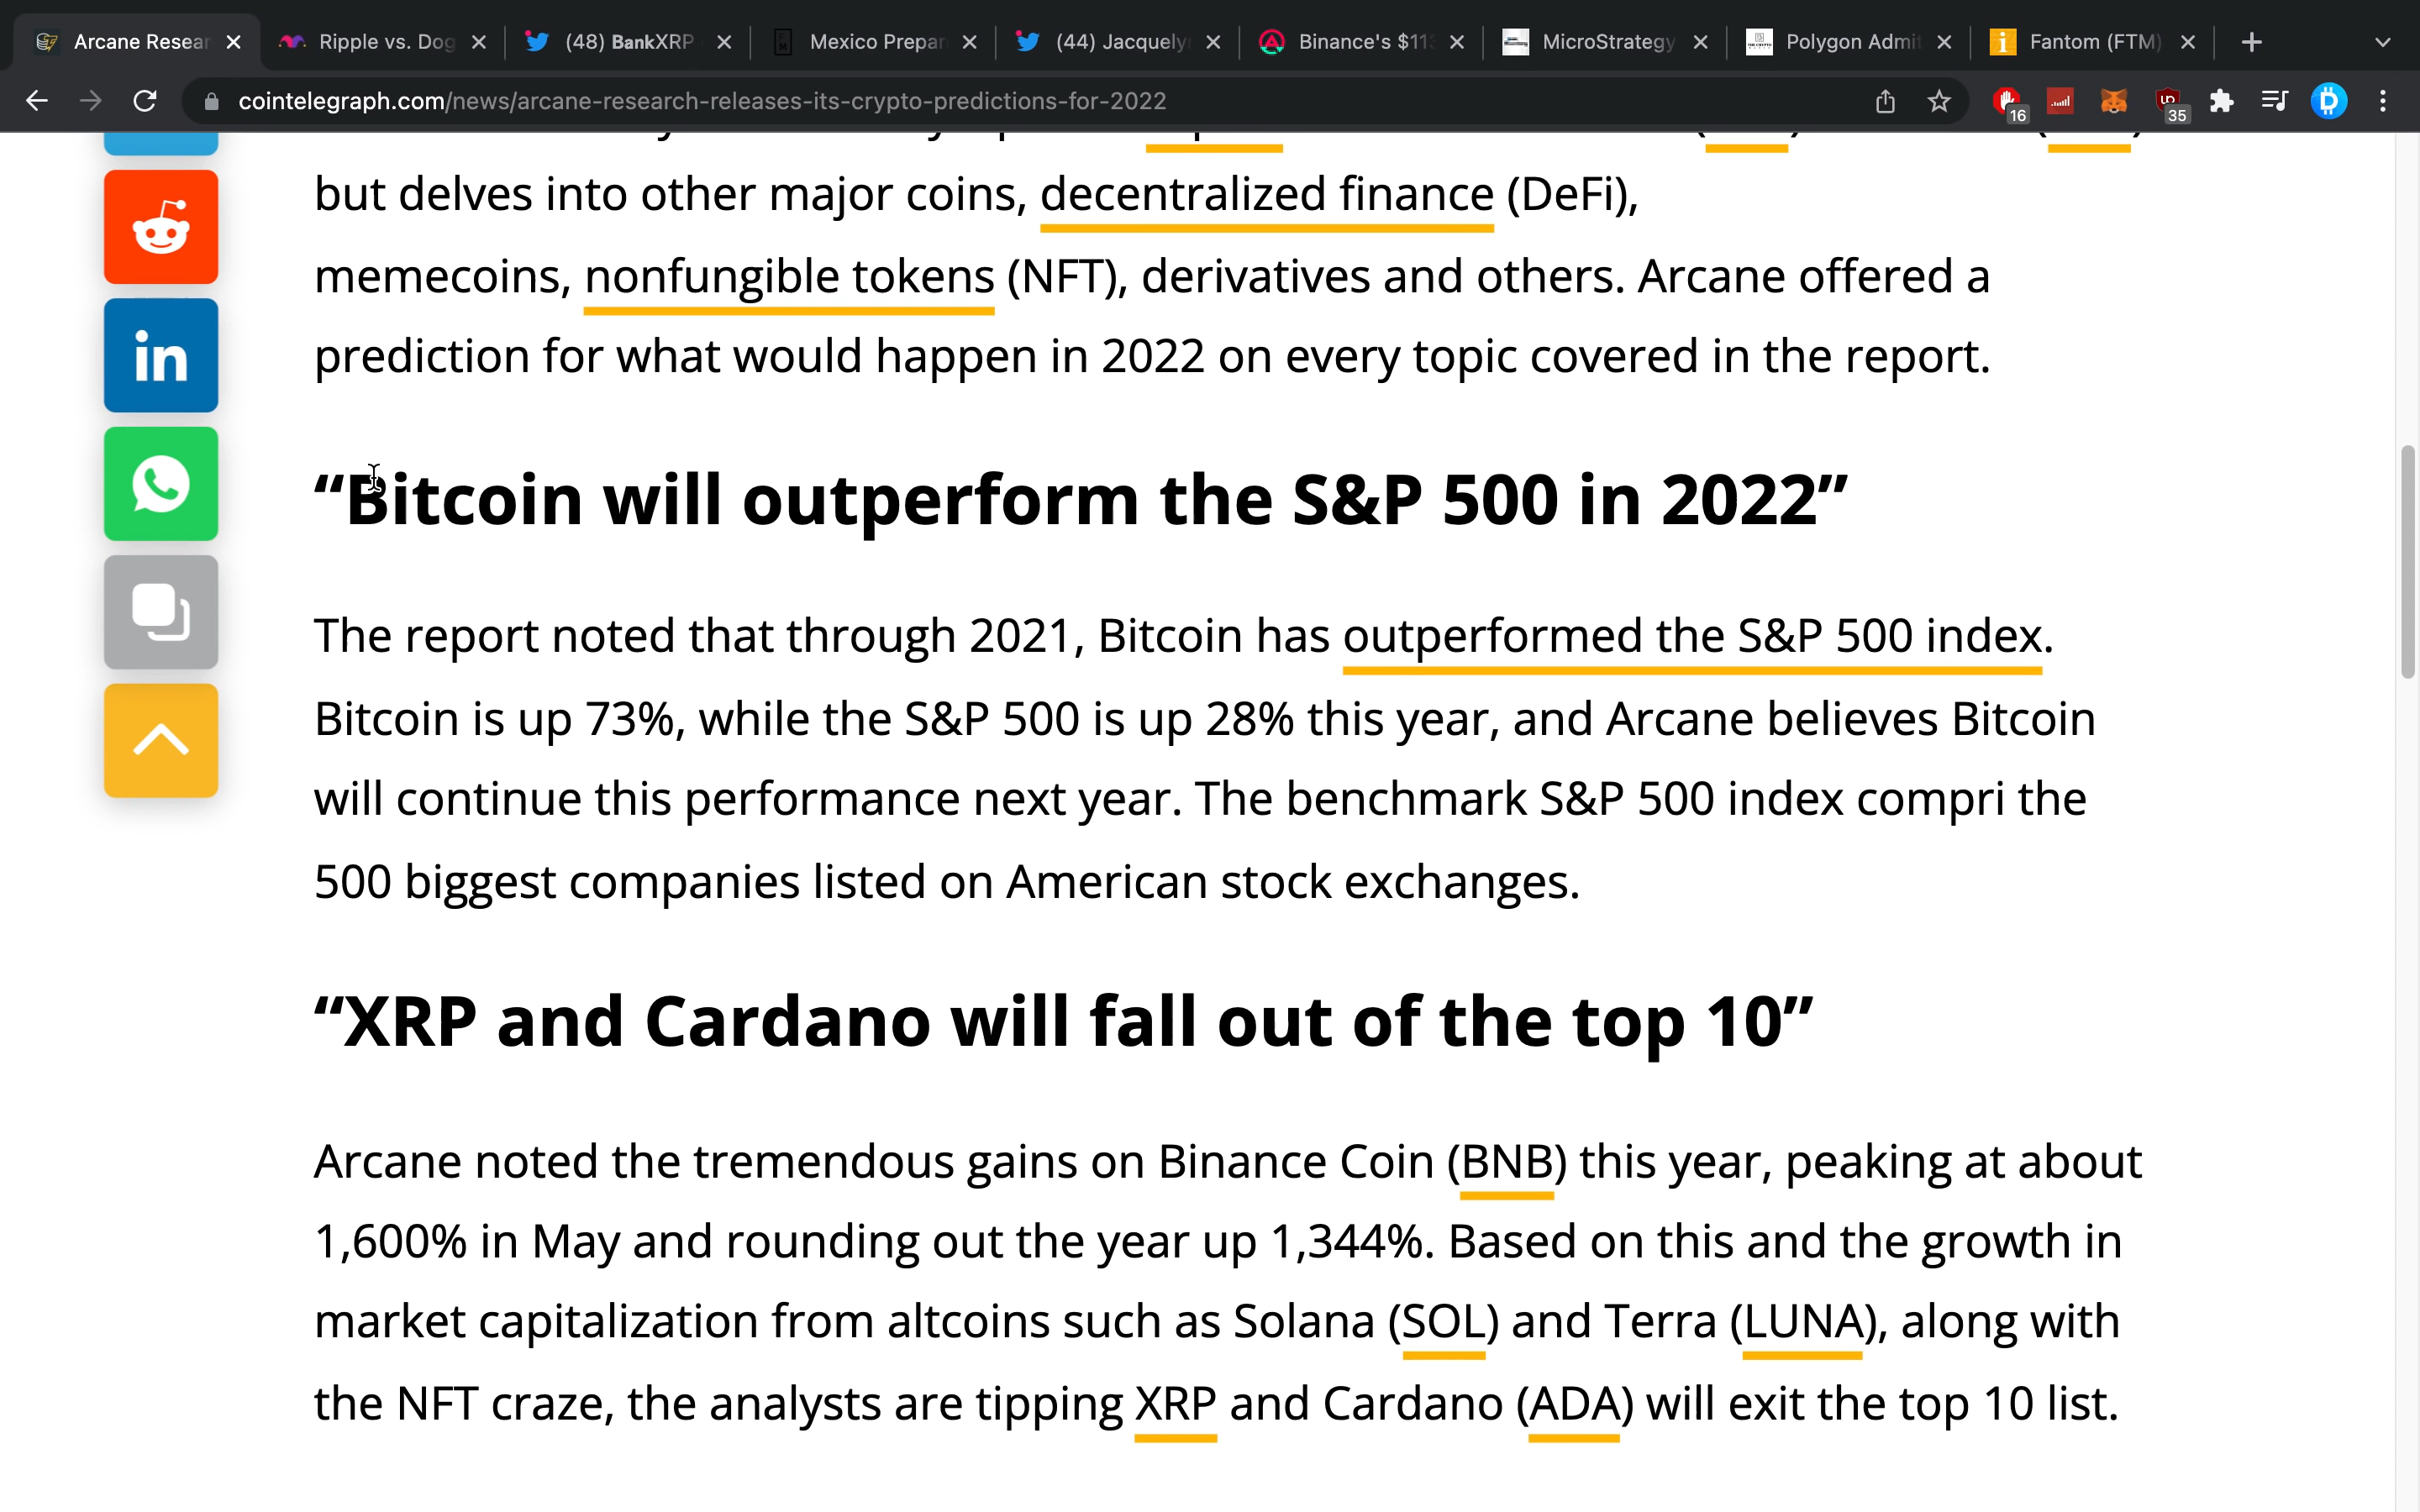 Arcane Resear
Ripple vs. Dog
(48) BankXRP
Mexico Prepar
(44) Jacquely
Binance's $11
MicroStrategy
Polygon Admi
Fantom (FTM)
cointelegraph.com/news/arcane-research-releases-its-crypto-predictions-for-2022
16
35
but delves into other major coins, decentralized finance (DeFi),
memecoins, nonfungible tokens (NFT), derivatives and others. Arcane offered a
prediction for what would happen in 2022 on every topic covered in the report.
“Bitcoin will outperform the S&P 500 in 2022”
The report noted that through 2021, Bitcoin has outperformed the S&P 500 index.
Bitcoin is up 73%, while the S&P 500 is up 28% this year, and Arcane believes Bitcoin
will continue this performance next year. The benchmark S&P 500 index compri the
500 biggest companies listed on American stock exchanges.
“XRP and Cardano will fall out of the top 10”
Arcane noted the tremendous gains on Binance Coin (BNB) this year, peaking at about
1,600% in May and rounding out the year up 1,344%. Based on this and the growth in
market capitalization from altcoins such as Solana (SOL) and Terra (LUNA), along with
the NFT craze, the analysts are tipping XRP and Cardano (ADA) will exit the top 10 list.